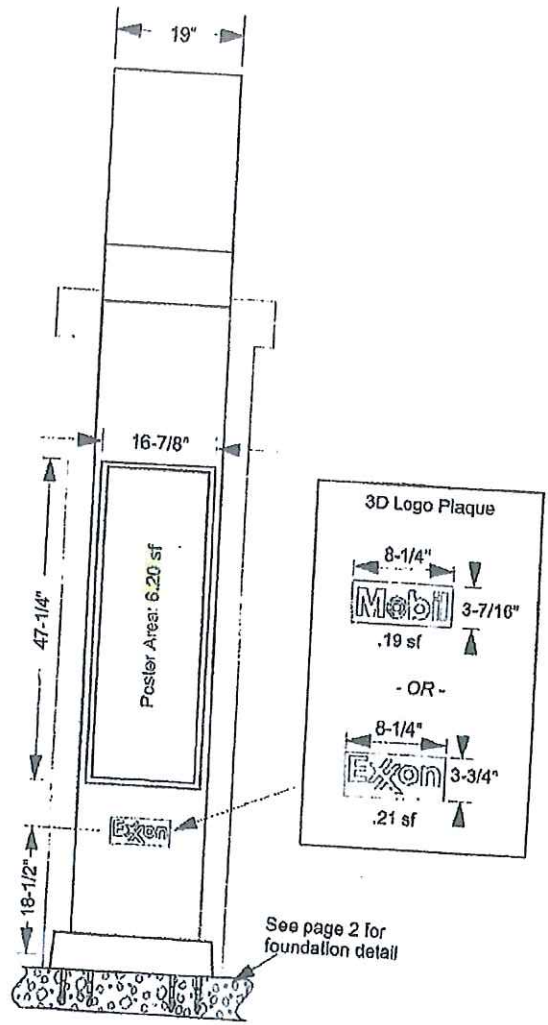 19"
16-7/8"
47-1/4"
Poster Area: 6.20 sf
Exxon
18-1/2"
See page 2 for
foundation detail
3D Logo Plaque
8-1/4"
Mobil
3-7/16"
.19 sf
- OR -
8-1/4"
Exxon
3-3/4"
.21 sf